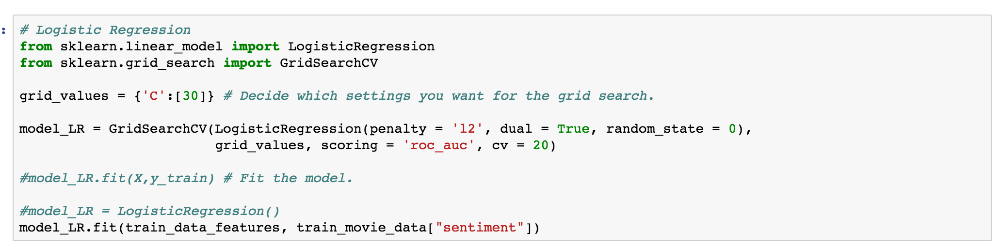 : # Logistic Regression
from sklearn.linear_model import LogisticRegression
from sklearn.grid_search import GridSearchCV
grid_values = {'C':[30]} # Decide which settings you want for the grid search.
model_LR = GridSearchCV(LogisticRegression(penalty = 'l2', dual = True, random_state = 0),
grid_values, scoring = 'roc_auc', cv = 20)
#model_LR.fit(X,y_train) # Fit the model.
#model_LR = LogisticRegression()
model_LR.fit(train_data_features, train_movie_data["sentiment"])